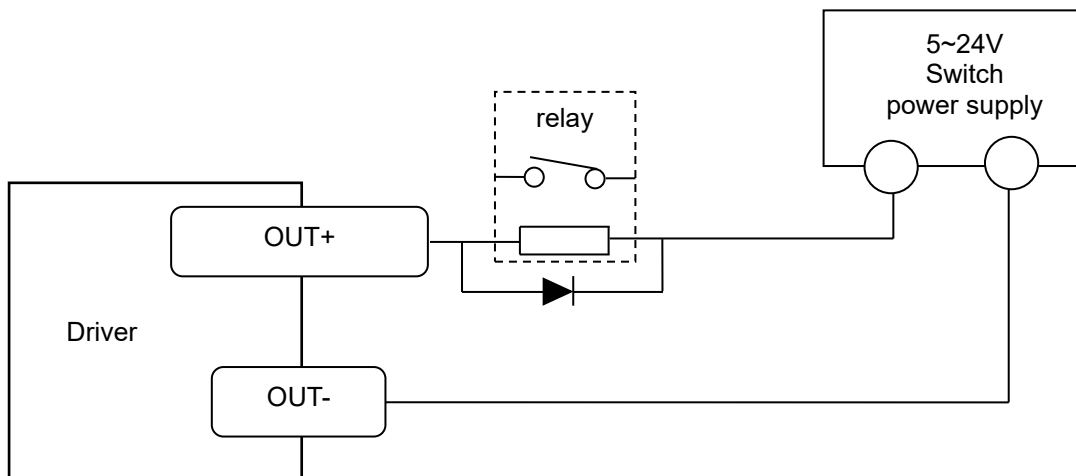 5~24V
Switch
power supply
relay
OUT+
Driver
OUT-